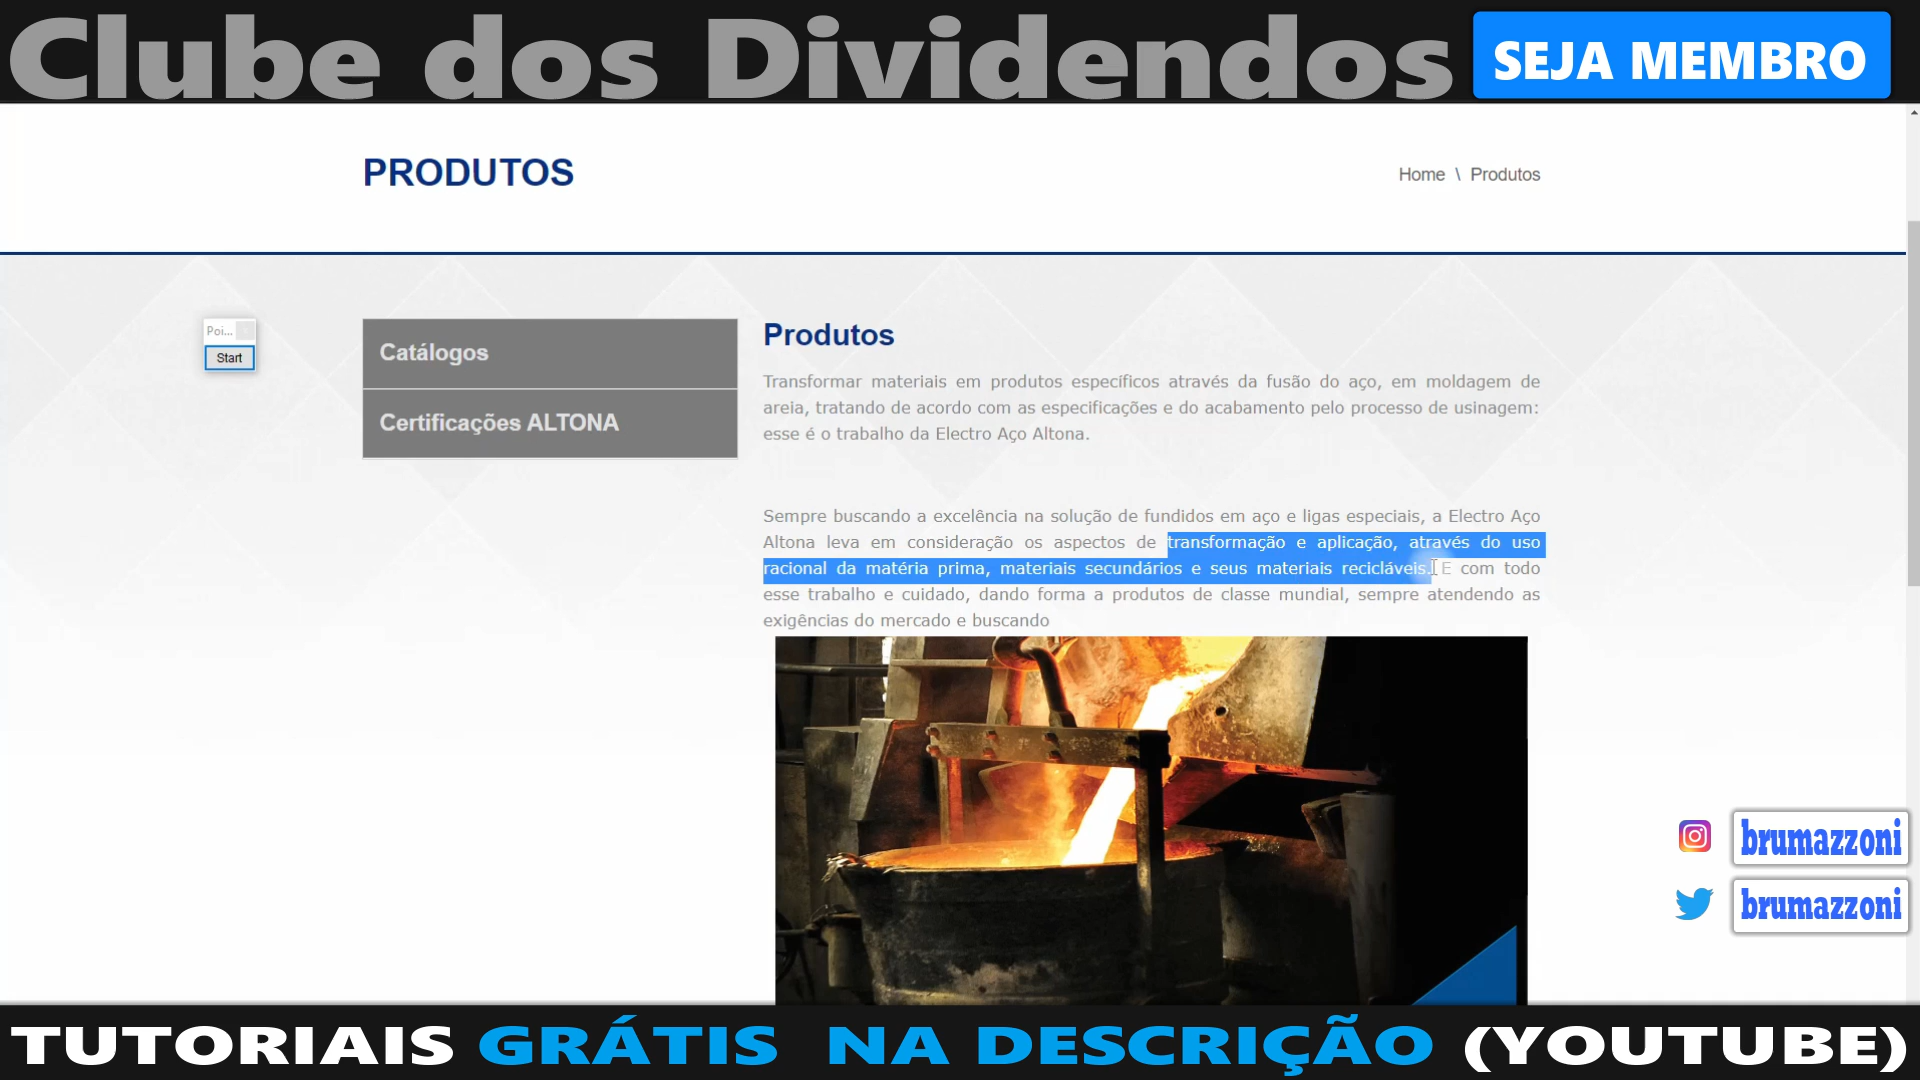 Clube dos Dividendos
SEJA MEMBRO
PRODUTOS
Home \ Produtos
Poi...
Start
Catálogos
Certificações ALTONA
Produtos
Transformar materiais em produtos específicos através da fusão do aço, em moldagem de
areia, tratando de acordo com as especificações e do acabamento pelo processo de usinagem:
esse é o trabalho da Electro Aço Altona.
Sempre buscando a excelência na solução de fundidos em aço e ligas especiais, a Electro Aço
Altona leva em consideração os aspectos de transformação e aplicação, através do uso
racional da matéria prima, materiais secundários e seus materiais recicláveis. E com todo
esse trabalho e cuidado, dando forma a produtos de classe mundial, sempre atendendo as
exigências do mercado e buscando
brumazzoni
brumazzoni
TUTORIAIS GRÁTIS NA DESCRIÇÃO (YOUTUBE)